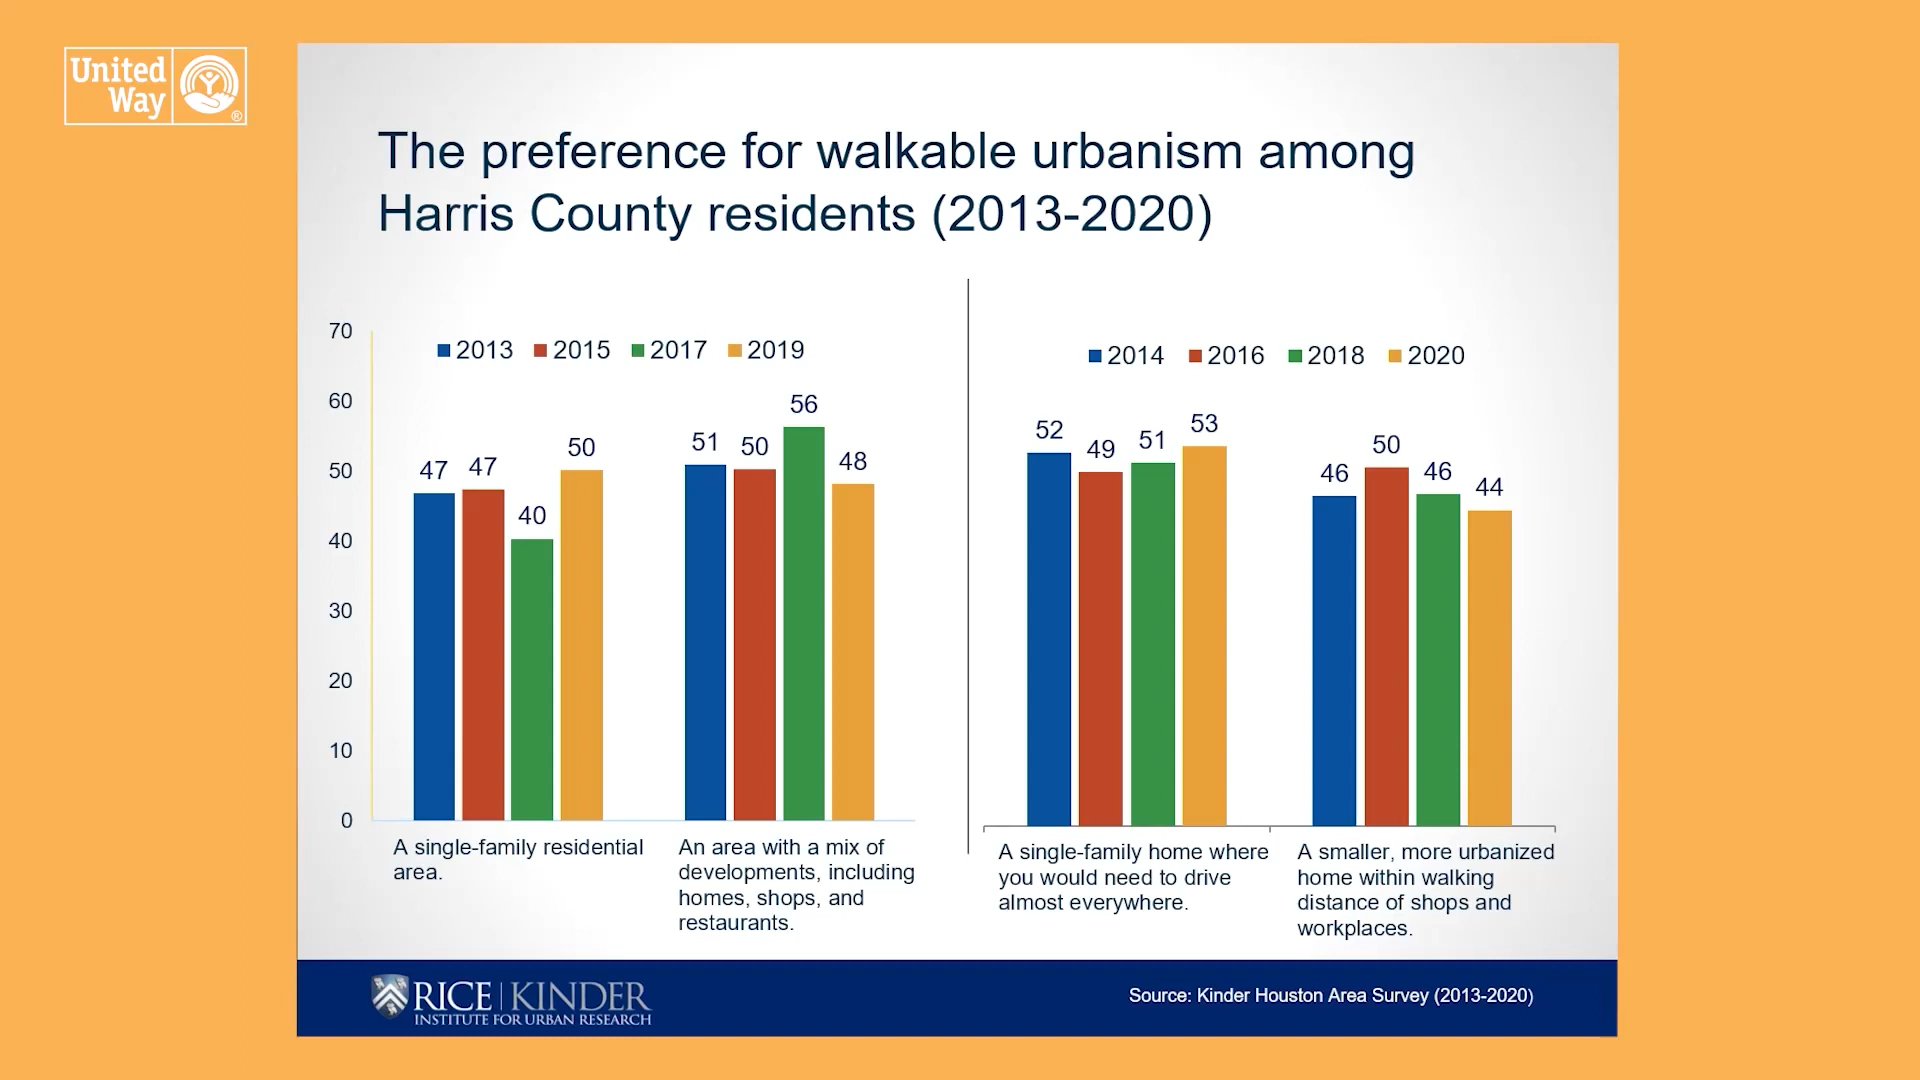 United
Way
®
The preference for walkable urbanism among
Harris County residents (2013-2020)
70
60
50
40
30
20
10
0
2013 2015 2017 2019
47 47 40 50
51 50 56 48
A single-family residential
area.
An area with a mix of
developments, including
homes, shops, and
restaurants.
2014 2016 2018 2020
52 49 51 53
46 50 46 44
A single-family home where
you would need to drive
almost everywhere.
A smaller, more urbanized
home within walking
distance of shops and
workplaces.
RICE | KINDER
INSTITUTE FOR URBAN RESEARCH
Source: Kinder Houston Area Survey (2013-2020)